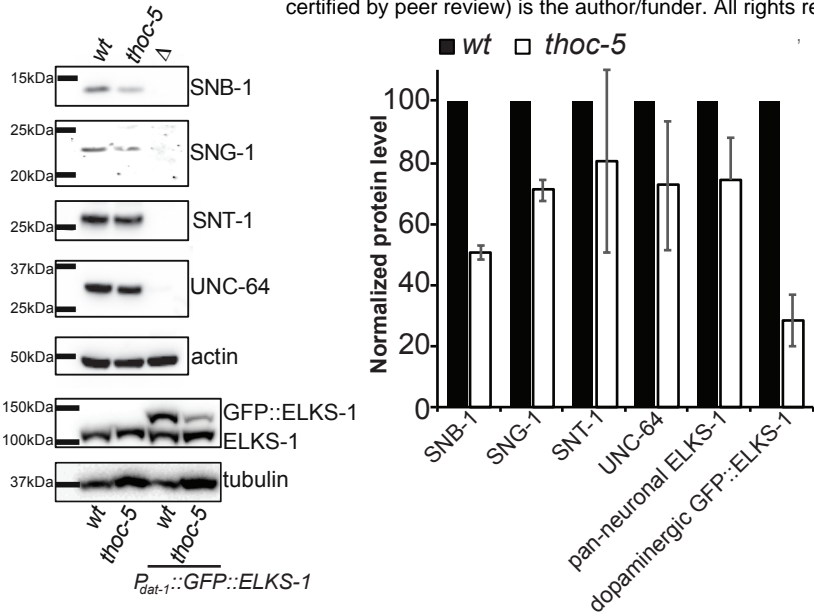 certified by peer review) is the author/funder. All rights re
wt thoc-5 Δ
15kDa SNB-1
25kDa SNG-1
20kDa
SNT-1
25kDa
37kDa
UNC-64
25kDa
50kDa actin
150kDa GFP::ELKS-1
100kDa ELKS-1
37kDa tubulin
wt thoc-5 wt thoc-5
Pdat-1::GFP::ELKS-1
wt thoc-5
Normalized protein level
100
80
60
40
20
0
SNB-1
SNG-1
SNT-1
UNC-64
pan-neuronal ELKS-1
dopaminergic GFP::ELKS-1